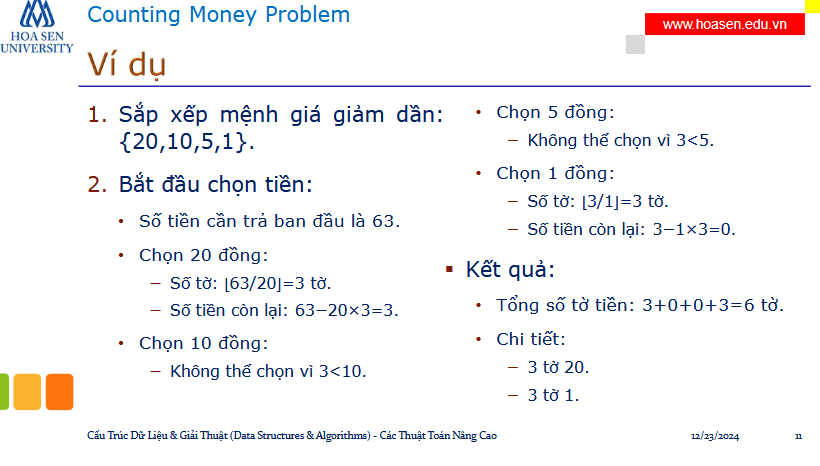 HOA SEN
UNIVERSITY
Counting Money Problem
www.hoasen.edu.vn
Ví dụ
1. Sắp xếp mệnh giá giảm dần:
{20,10,5,1}.
2. Bắt đầu chọn tiền:
• Số tiền cần trả ban đầu là 63.
• Chọn 20 đồng:
– Số tờ: ⌊63/20⌋=3 tờ.
– Số tiền còn lại: 63−20×3=3.
• Chọn 10 đồng:
– Không thể chọn vì 3<10.
• Chọn 5 đồng:
– Không thể chọn vì 3<5.
• Chọn 1 đồng:
– Số tờ: ⌊3/1⌋=3 tờ.
– Số tiền còn lại: 3−1×3=0.
▪ Kết quả:
• Tổng số tờ tiền: 3+0+0+3=6 tờ.
• Chi tiết:
– 3 tờ 20.
– 3 tờ 1.
Cấu Trúc Dữ Liệu & Giải Thuật (Data Structures & Algorithms) - Các Thuật Toán Nâng Cao
12/23/2024
11